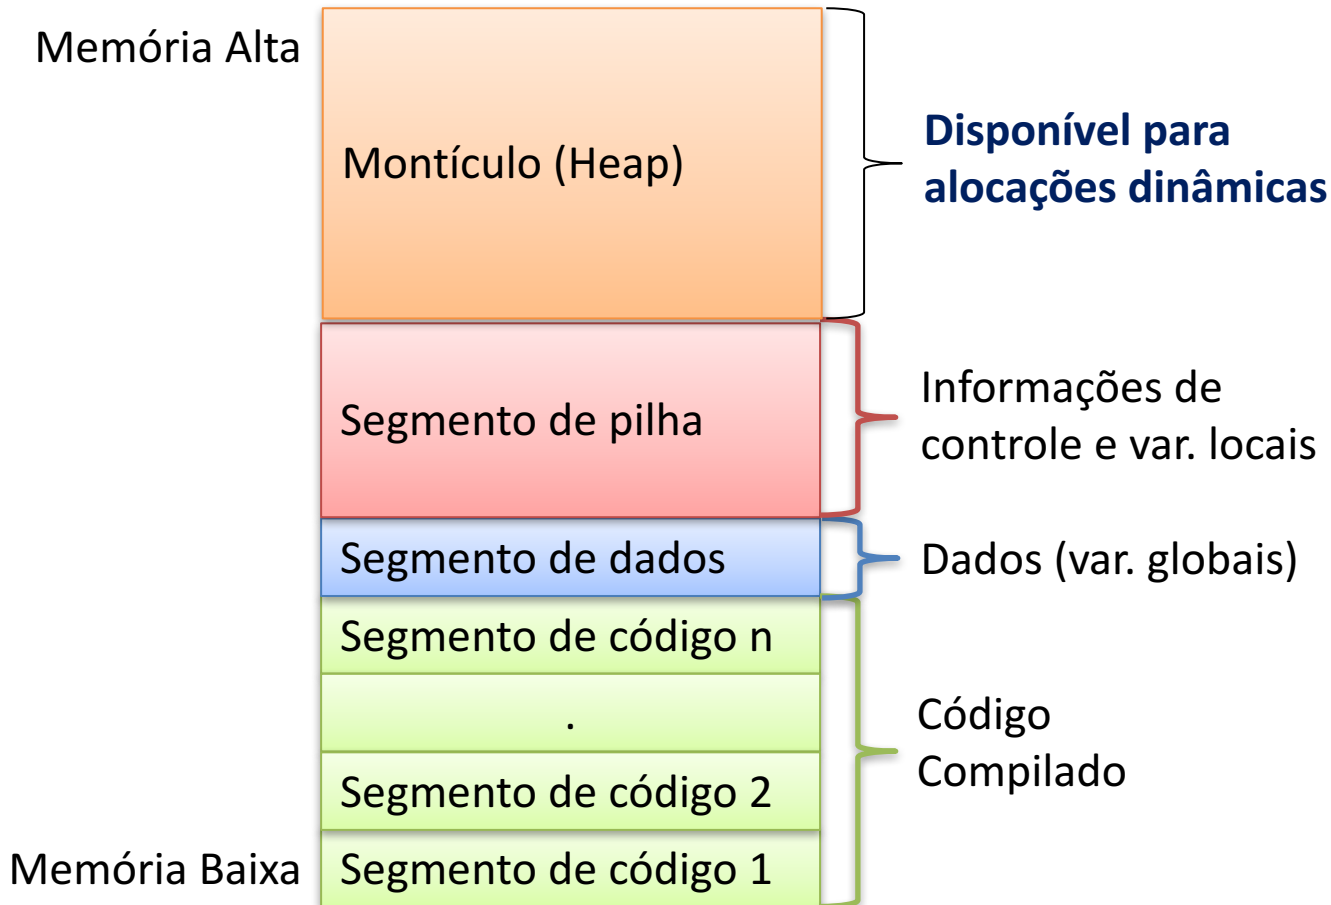 Memória Alta
Montículo (Heap)
Disponível para
alocações dinâmicas
Segmento de pilha
Informações de
controle e var. locais
Segmento de dados
Dados (var. globais)
Segmento de código n
.
Código
Compilado
Segmento de código 2
Memória Baixa
Segmento de código 1